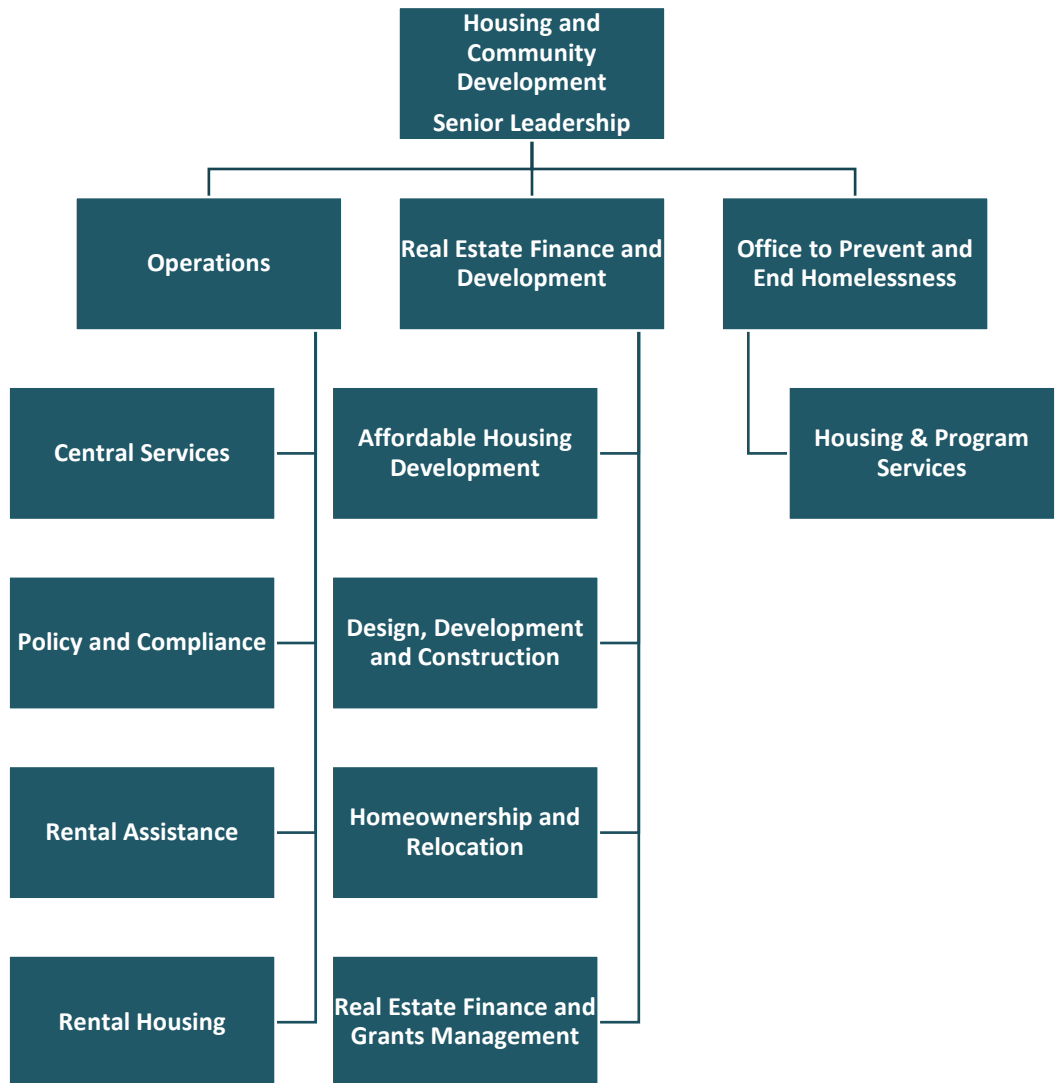 Housing and
Community
Development
Senior Leadership
Operations
Real Estate Finance and
Development
Office to Prevent and
End Homelessness
Central Services
Affordable Housing
Development
Housing & Program
Services
Policy and Compliance
Design, Development
and Construction
Rental Assistance
Homeownership and
Relocation
Rental Housing
Real Estate Finance and
Grants Management